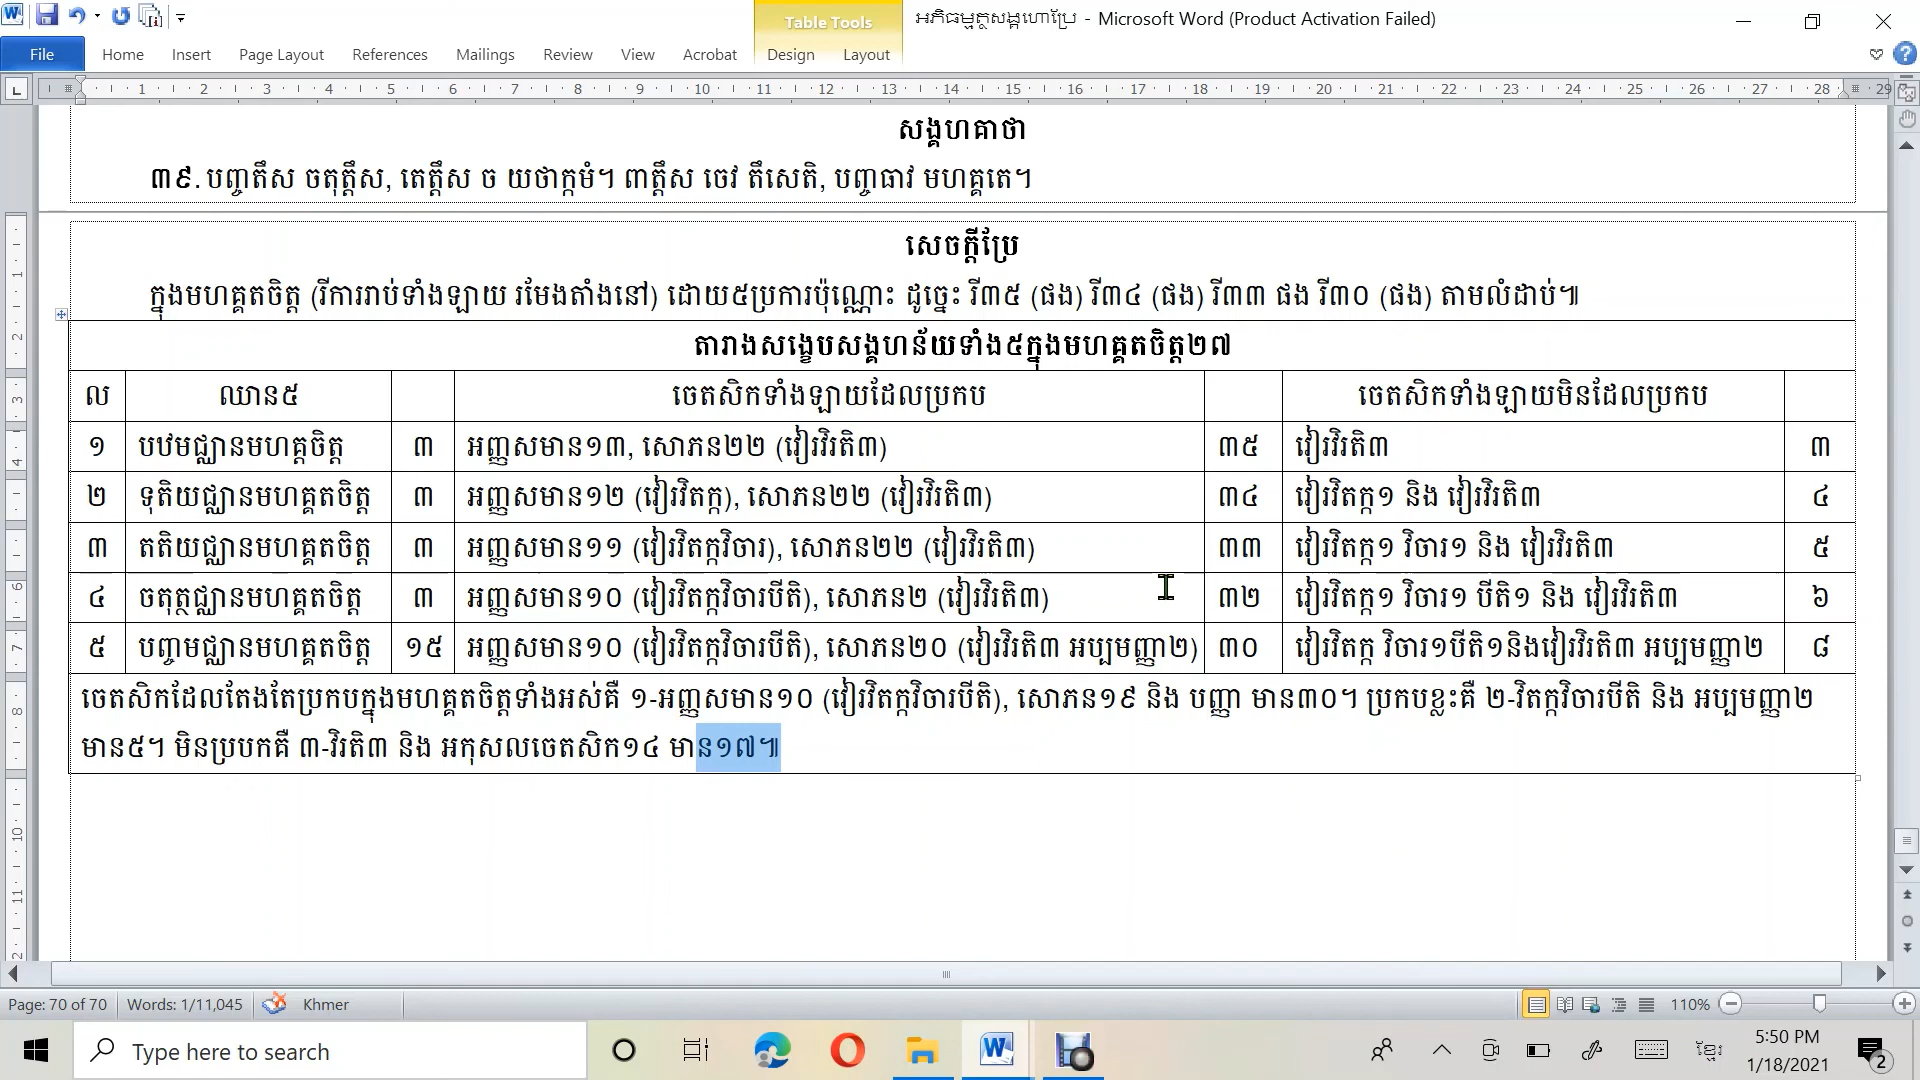 អភិធម្មត្ថសង្គហោប្រែ - Microsoft Word (Product Activation Failed)
Table Tools
File Home Insert Page Layout References Mailings Review View Acrobat Design Layout
1 2 3 4 5 6 7 8 9 10 11 12 13 14 15 16 17 18 19 20 21 22 23 24 25 26 27 28 29
សង្គហគាថា
៣៩. បញ្ចតឹស ចតុត្តឹស, តេត្តឹស ច យថាក្កមំ។ ពាត្តឹស ចេវ តឹសេតិ, បញ្ចធាវ មហគ្គតេ។
សេចក្តីប្រែ
ក្នុងមហគ្គតចិត្ត (រីការរាប់ទាំងឡាយ រមែងតាំងនៅ) ដោយ៥ប្រការប៉ុណ្ណោះ ដូច្នេះ រី៣៥ (ផង) រី៣៤ (ផង) រី៣៣ ផង រី៣០ (ផង) តាមលំដាប់៕
តារាងសង្ខេបសង្គហន័យទាំង៥ក្នុងមហគ្គតចិត្ត២៧
ល ឈាន៥ ចេតសិកទាំងឡាយដែលប្រកប ចេតសិកទាំងឡាយមិនដែលប្រកប
១ បឋមជ្ឈានមហគ្គតចិត្ត ៣ អញ្ញសមាន១៣, សោភន២២ (វៀរវិរតិ៣) ៣៥ វៀរវិរតិ៣ ៣
២ ទុតិយជ្ឈានមហគ្គតចិត្ត ៣ អញ្ញសមាន១២ (វៀរវិតក្ក), សោភន២២ (វៀរវិរតិ៣) ៣៤ វៀរវិតក្ក១ និង វៀរវិរតិ៣ ៤
៣ តតិយជ្ឈានមហគ្គតចិត្ត ៣ អញ្ញសមាន១១ (វៀរវិតក្កវិចារ), សោភន២២ (វៀរវិរតិ៣) ៣៣ វៀរវិតក្ក១ វិចារ១ និង វៀរវិរតិ៣ ៥
៤ ចតុត្ថជ្ឈានមហគ្គតចិត្ត ៣ អញ្ញសមាន១០ (វៀរវិតក្កវិចារបីតិ), សោភន២ (វៀរវិរតិ៣) ៣២ វៀរវិតក្ក១ វិចារ១ បីតិ១ និង វៀរវិរតិ៣ ៦
៥ បញ្ចមជ្ឈានមហគ្គតចិត្ត ១៥ អញ្ញសមាន១០ (វៀរវិតក្កវិចារបីតិ), សោភន២០ (វៀរវិរតិ៣ អប្បមញ្ញា២) ៣០ វៀរវិតក្ក វិចារ១បីតិ១និងវៀរវិរតិ៣ អប្បមញ្ញា២ ៨
ចេតសិកដែលតែងតែប្រកបក្នុងមហគ្គតចិត្តទាំងអស់គឺ ១-អញ្ញសមាន១០ (វៀរវិតក្កវិចារបីតិ), សោភន១៩ និង បញ្ញា មាន៣០។ ប្រកបខ្លះគឺ ២-វិតក្កវិចារបីតិ និង អប្បមញ្ញា២
មាន៥។ មិនប្របកគឺ ៣-វិរតិ៣ និង អកុសលចេតសិក១៤ មាន១៧៕
Page: 70 of 70 Words: 1/11,045 Khmer 110%
Type here to search
ខ្មែរ
5:50 PM
1/18/2021
2